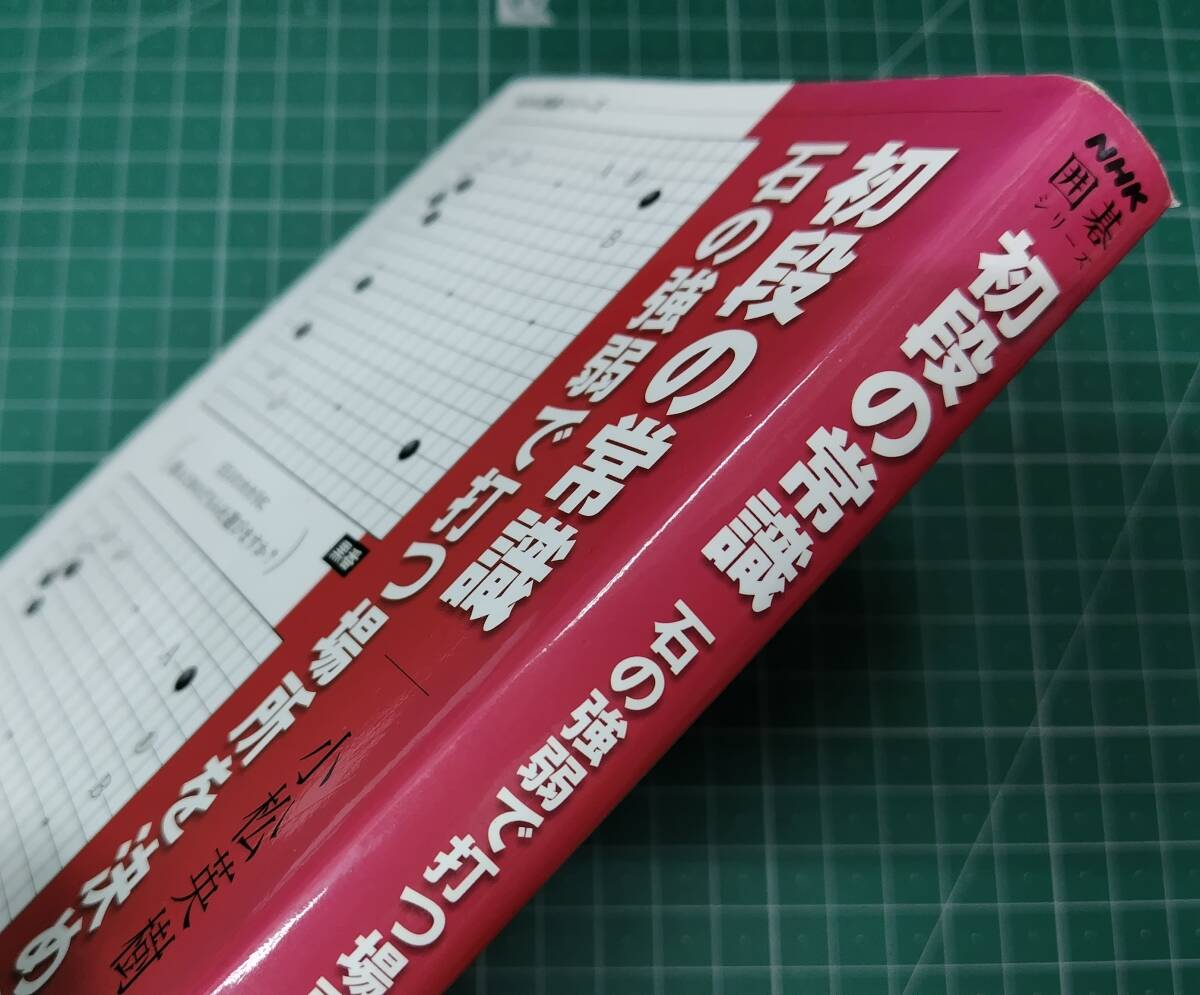 NHK
囲碁
シリーズ
初段の常識
石の強弱で打つ場
初段の常識
石の強弱で打つ場所を決め
小松英樹
A
B
A
B